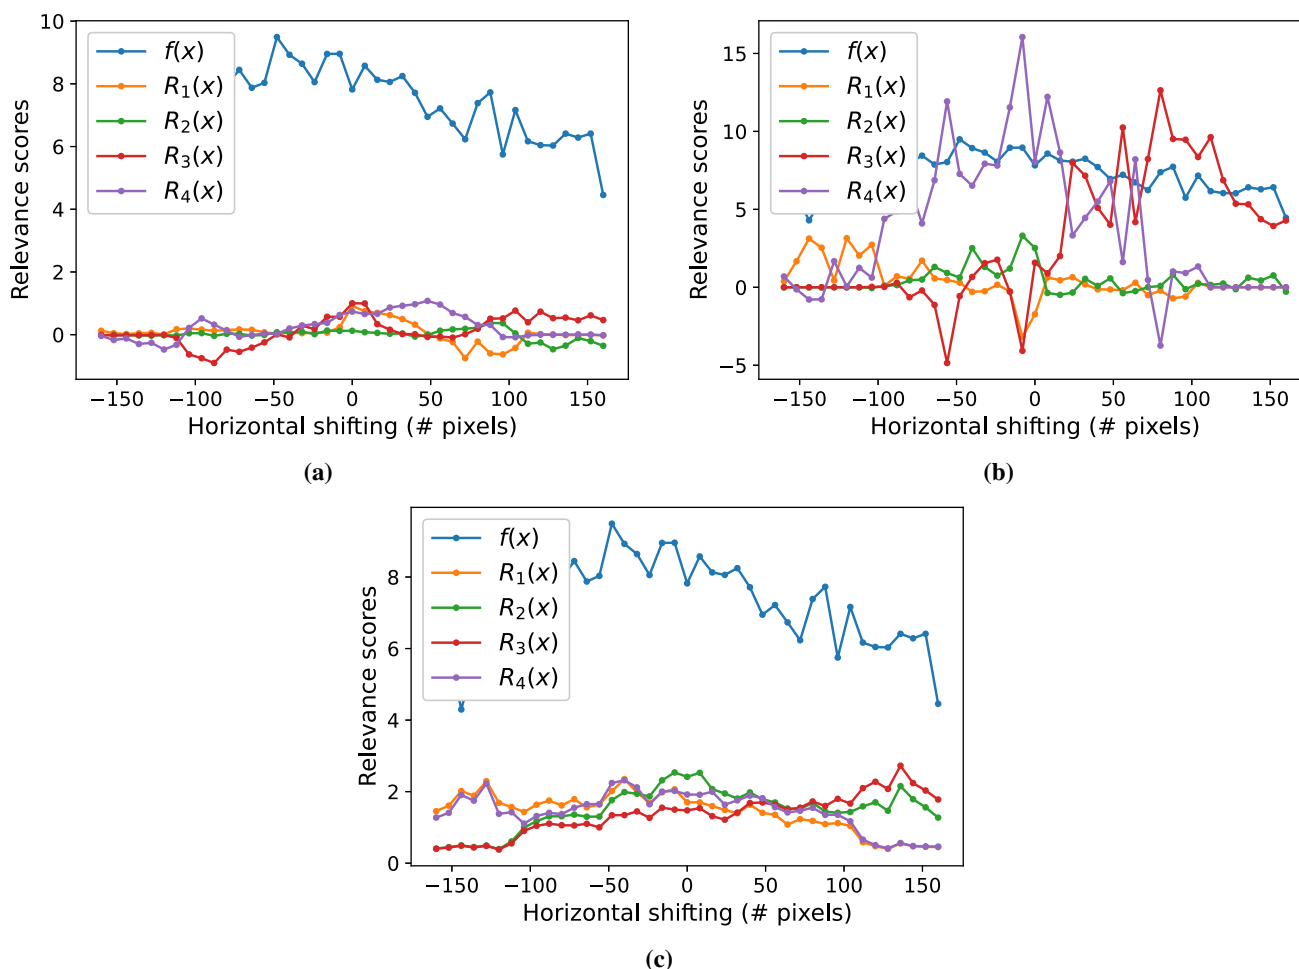 10
8
6
4
2
0
Relevance scores
f(x)
R₁(x)
R₂(x)
R₃(x)
R₄(x)
−150 −100 −50 0 50 100 150
Horizontal shifting (# pixels)
(a)
15
10
5
0
−5
Relevance scores
f(x)
R₁(x)
R₂(x)
R₃(x)
R₄(x)
−150 −100 −50 0 50 100 150
Horizontal shifting (# pixels)
(b)
8
6
4
2
0
Relevance scores
f(x)
R₁(x)
R₂(x)
R₃(x)
R₄(x)
−150 −100 −50 0 50 100 150
Horizontal shifting (# pixels)
(c)